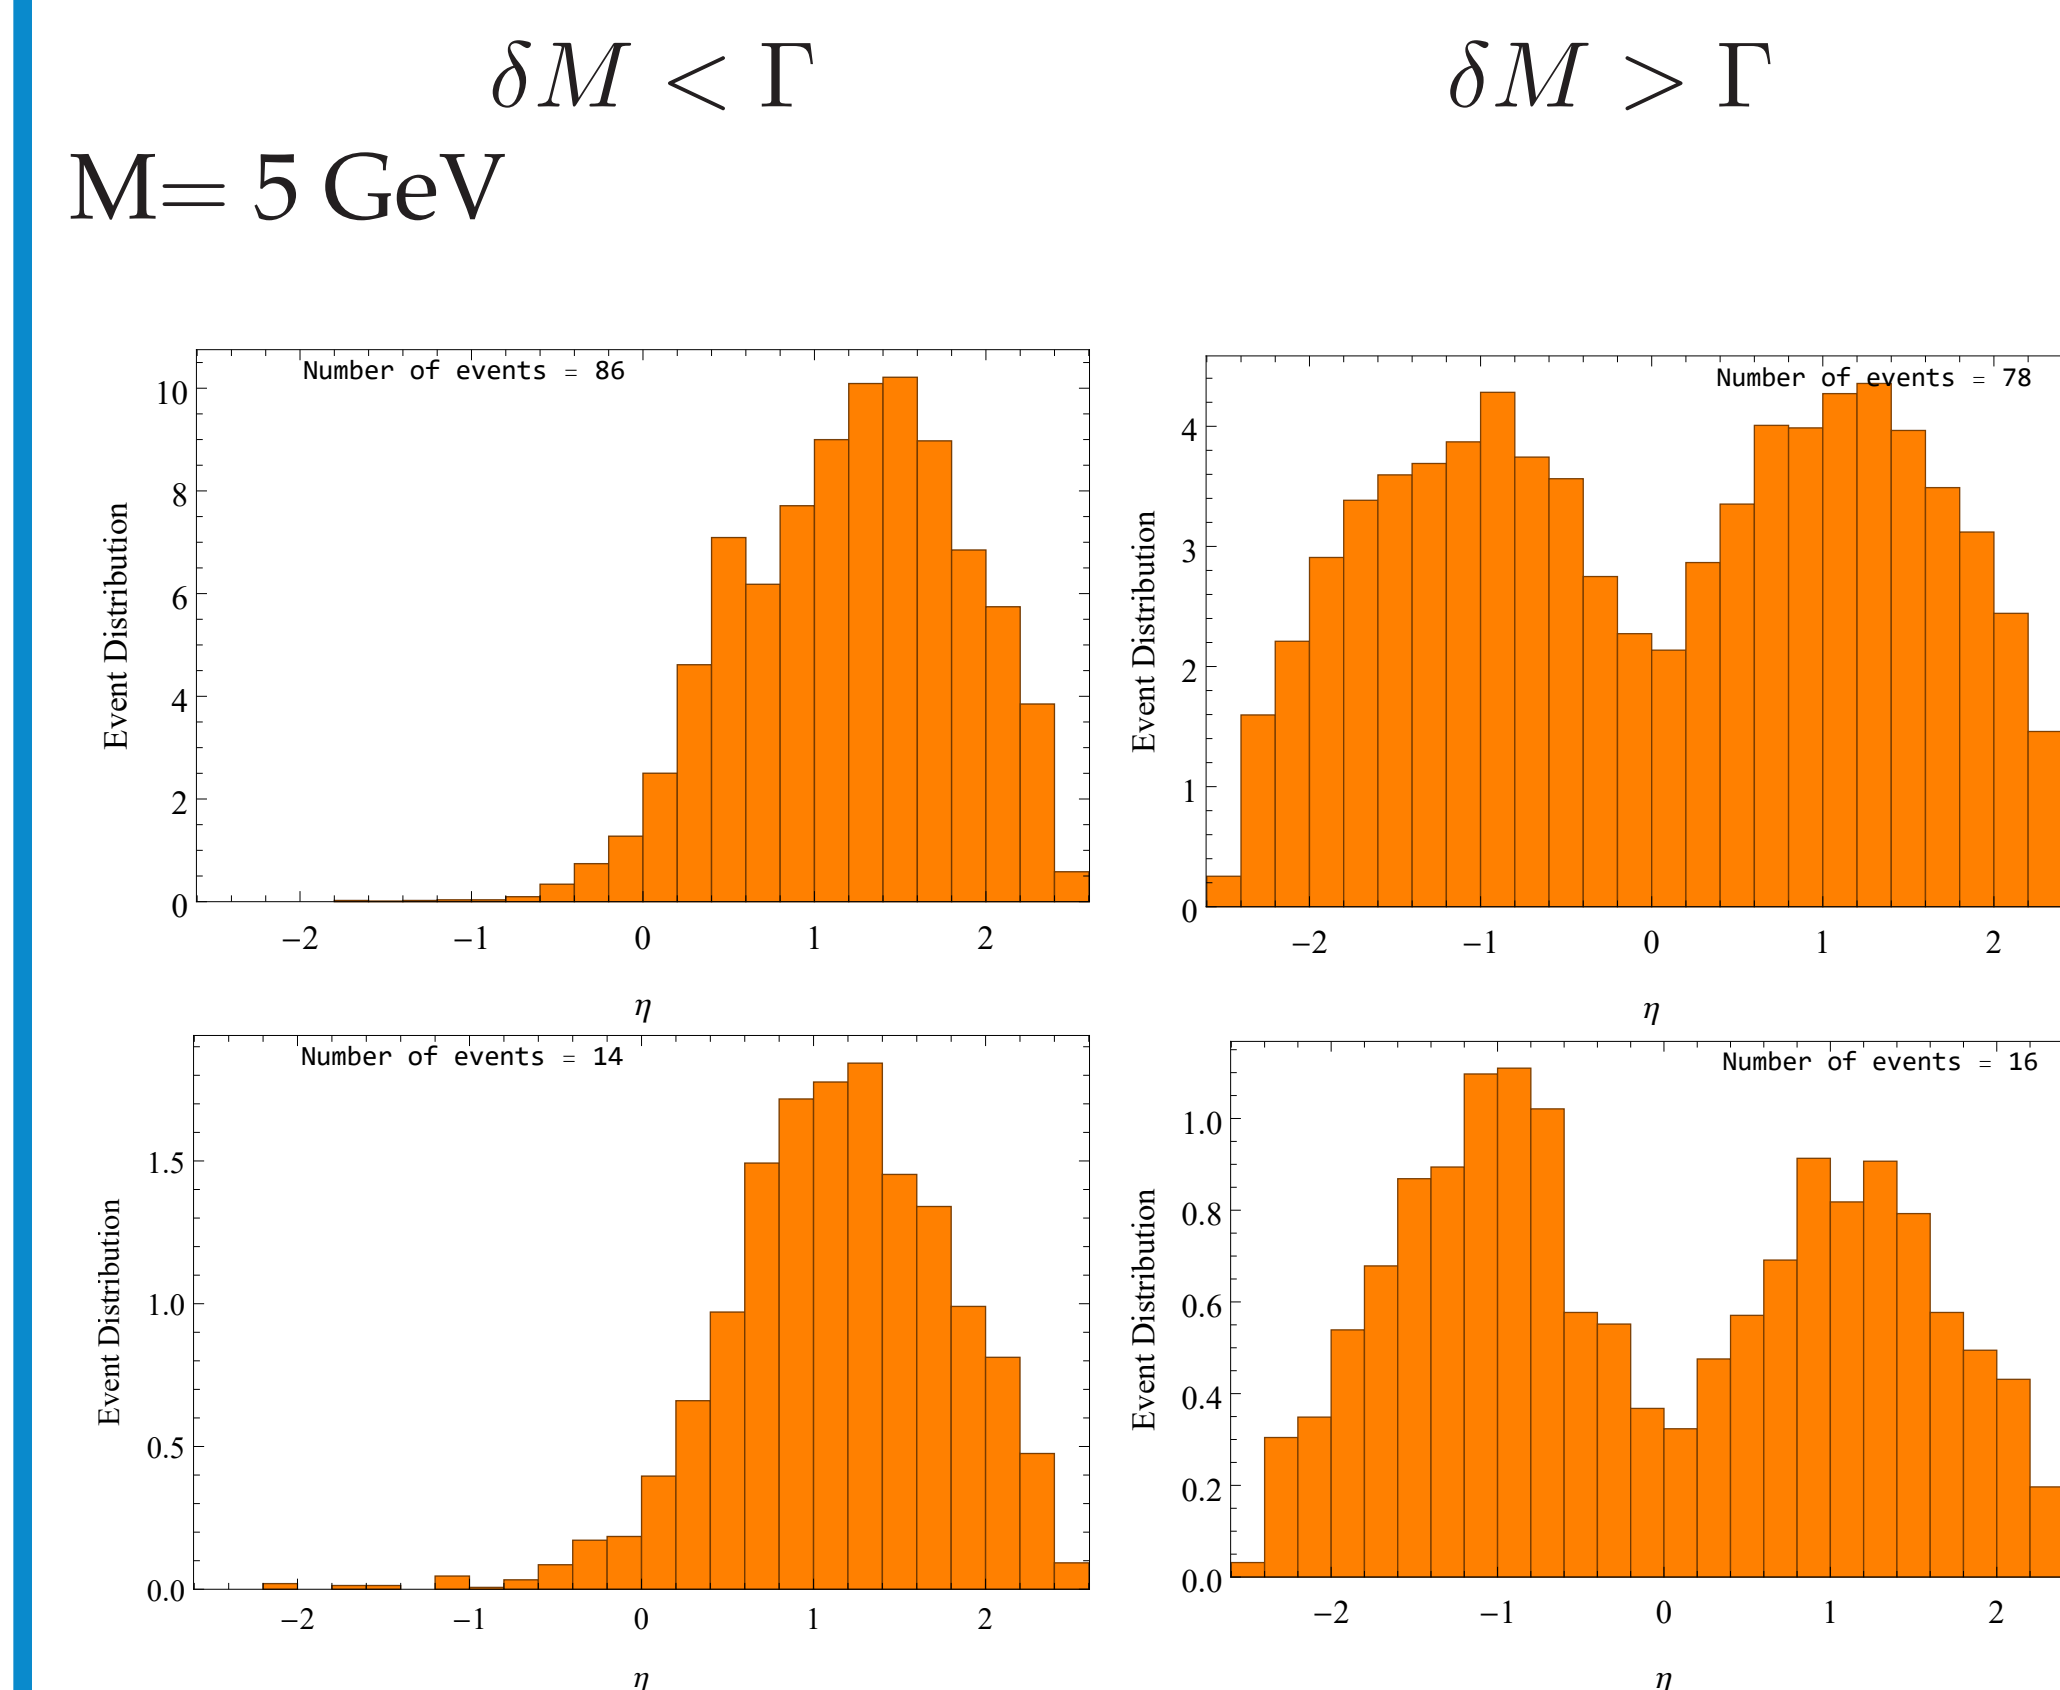 δM < Γ
δM > Γ
M= 5 GeV
Number of events = 86
Event Distribution
10
8
6
4
2
0
−2 −1 0 1 2
η
Number of events = 78
Event Distribution
4
3
2
1
0
−2 −1 0 1 2
η
Number of events = 14
Event Distribution
1.5
1.0
0.5
0.0
−2 −1 0 1 2
η
Number of events = 16
Event Distribution
1.0
0.8
0.6
0.4
0.2
0.0
−2 −1 0 1 2
η